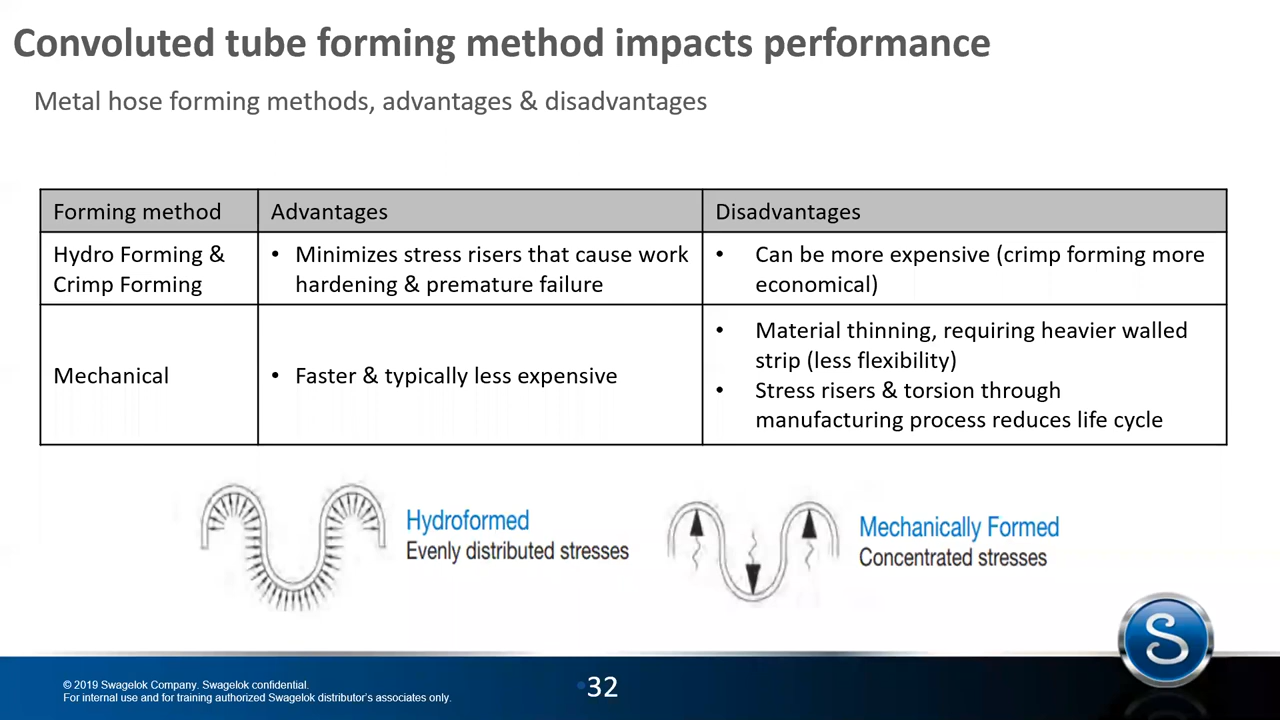 Convoluted tube forming method impacts performance
Metal hose forming methods, advantages & disadvantages
Forming method
Advantages
Disadvantages
Hydro Forming &
Crimp Forming
• Minimizes stress risers that cause work
hardening & premature failure
• Can be more expensive (crimp forming more
economical)
Mechanical
• Faster & typically less expensive
• Material thinning, requiring heavier walled
strip (less flexibility)
• Stress risers & torsion through
manufacturing process reduces life cycle
Hydroformed
Evenly distributed stresses
Mechanically Formed
Concentrated stresses
S
© 2019 Swagelok Company. Swagelok confidential.
For internal use and for training authorized Swagelok distributor's associates only.
•32